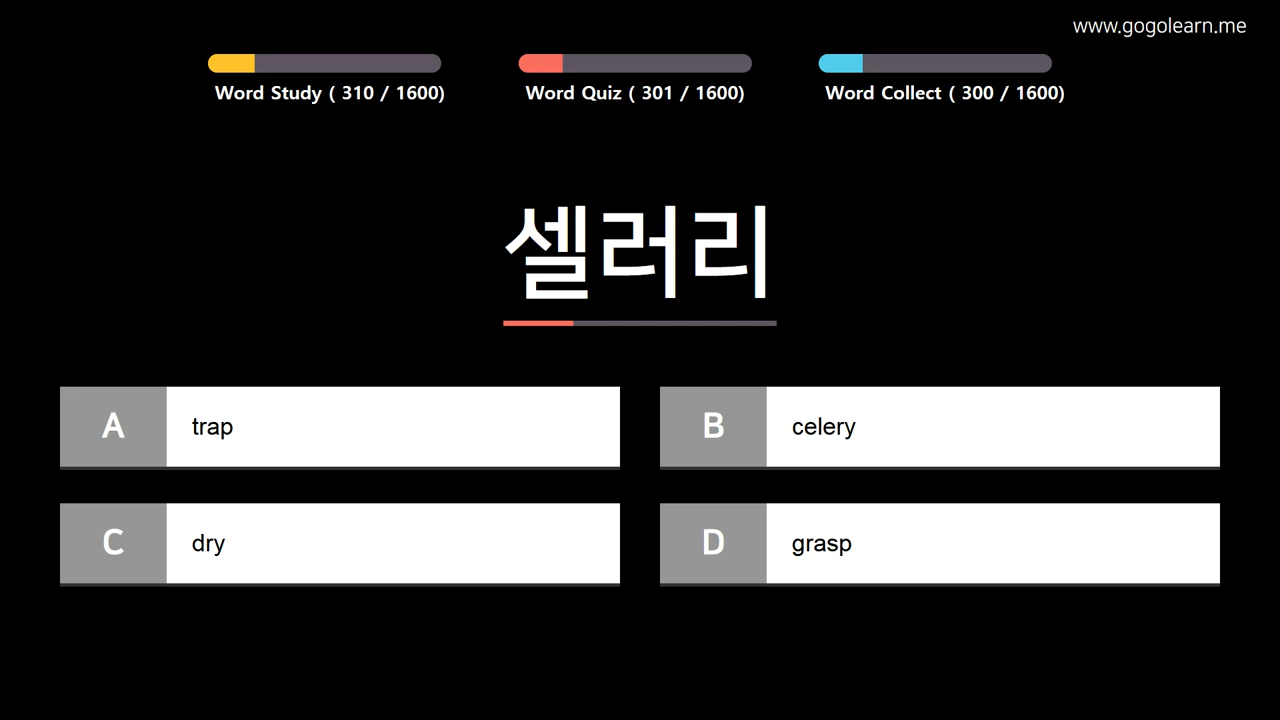 www.gogolearn.me
Word Study ( 310 / 1600)
Word Quiz ( 301 / 1600)
Word Collect ( 300 / 1600)
셀러리
A trap
B celery
C dry
D grasp